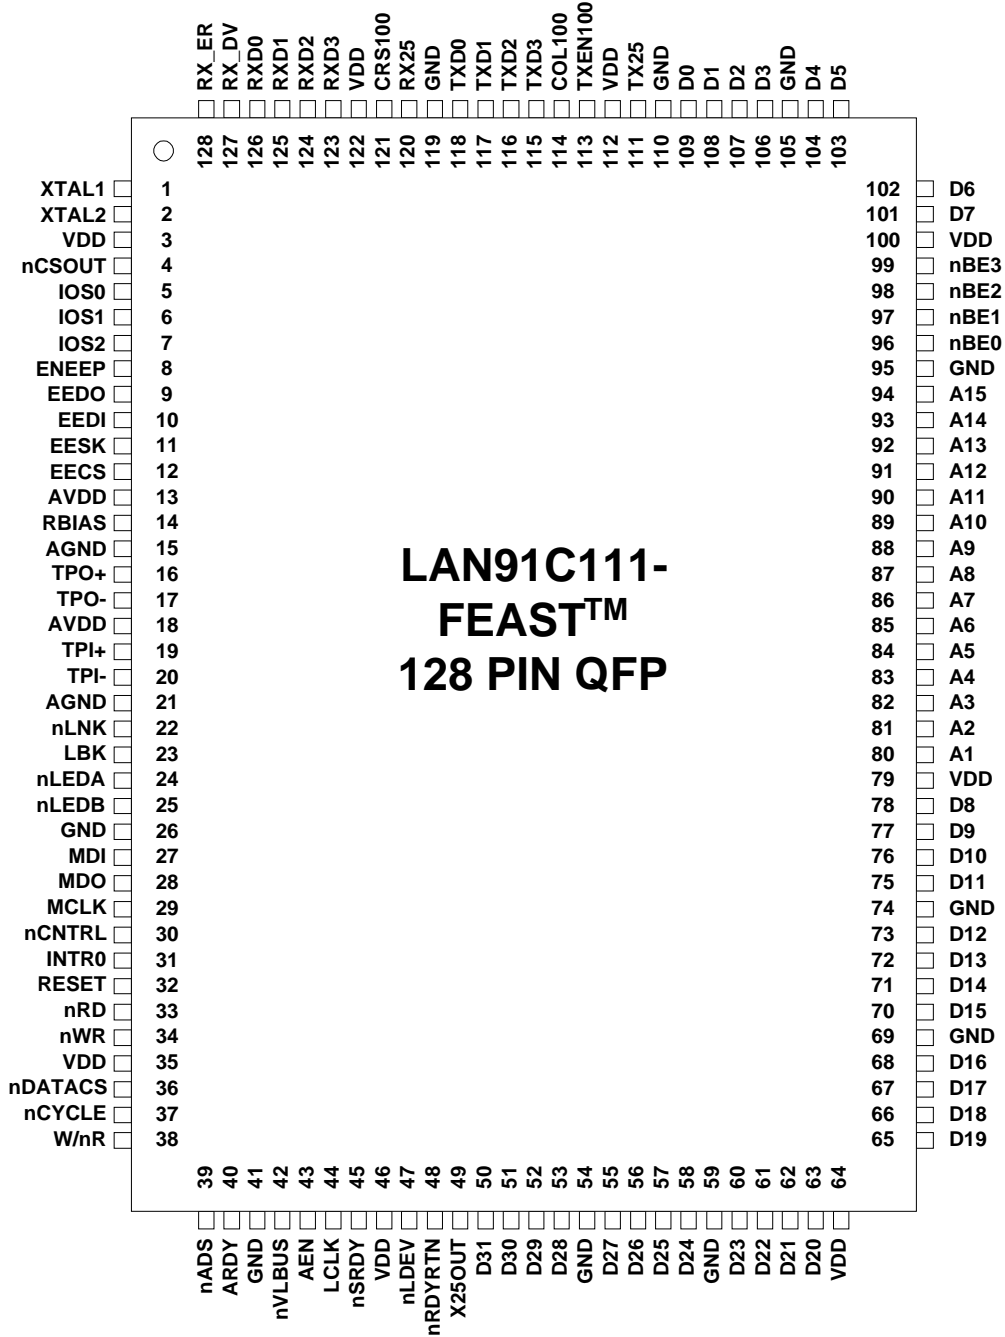 RX_ER RX_DV RXD0 RXD1 RXD2 RXD3 VDD CRS100 RX25 GND TXD0 TXD1 TXD2 TXD3 COL100 TXEN100 VDD TX25 GND D0 D1 D2 D3 GND D4 D5
128 127 126 125 124 123 122 121 120 119 118 117 116 115 114 113 112 111 110 109 108 107 106 105 104 103
XTAL1 1 102 D6
XTAL2 2 101 D7
VDD 3 100 VDD
nCSOUT 4 99 nBE3
IOS0 5 98 nBE2
IOS1 6 97 nBE1
IOS2 7 96 nBE0
ENEEP 8 95 GND
EEDO 9 94 A15
EEDI 10 93 A14
EESK 11 92 A13
EECS 12 91 A12
AVDD 13 90 A11
RBIAS 14 89 A10
AGND 15 88 A9
TPO+ 16 87 A8
TPO- 17 86 A7
AVDD 18 85 A6
TPI+ 19 84 A5
TPI- 20 83 A4
AGND 21 82 A3
nLNK 22 81 A2
LBK 23 80 A1
nLEDA 24 79 VDD
nLEDB 25 78 D8
GND 26 77 D9
MDI 27 76 D10
MDO 28 75 D11
MCLK 29 74 GND
nCNTRL 30 73 D12
INTR0 31 72 D13
RESET 32 71 D14
nRD 33 70 D15
nWR 34 69 GND
VDD 35 68 D16
nDATACS 36 67 D17
nCYCLE 37 66 D18
W/nR 38 65 D19
LAN91C111-
FEAST™
128 PIN QFP
39 40 41 42 43 44 45 46 47 48 49 50 51 52 53 54 55 56 57 58 59 60 61 62 63 64
nADS ARDY GND nVLBUS AEN LCLK nSRDY VDD nLDEV nRDYRTN X25OUT D31 D30 D29 D28 GND D27 D26 D25 D24 GND D23 D22 D21 D20 VDD